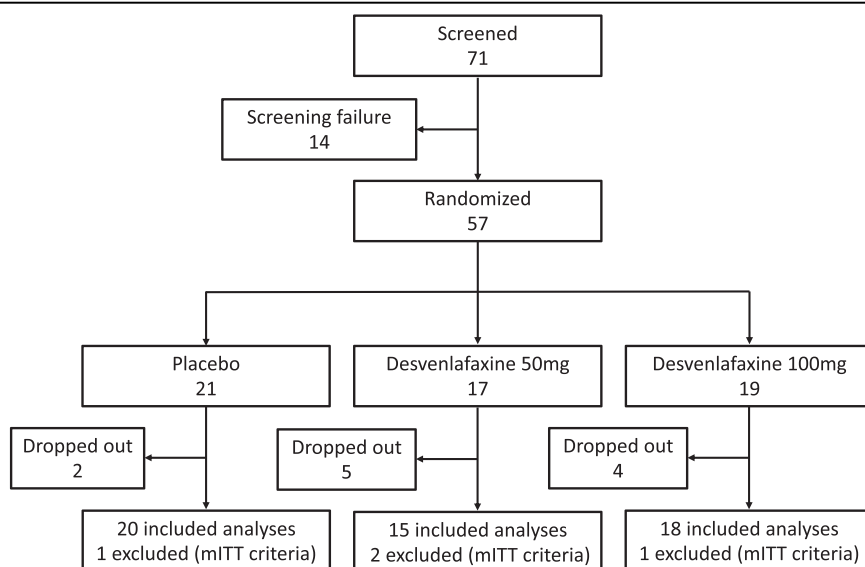 Screened
71
Screening failure
14
Randomized
57
Placebo
21
Desvenlafaxine 50mg
17
Desvenlafaxine 100mg
19
Dropped out
2
Dropped out
5
Dropped out
4
20 included analyses
1 excluded (mITT criteria)
15 included analyses
2 excluded (mITT criteria)
18 included analyses
1 excluded (mITT criteria)